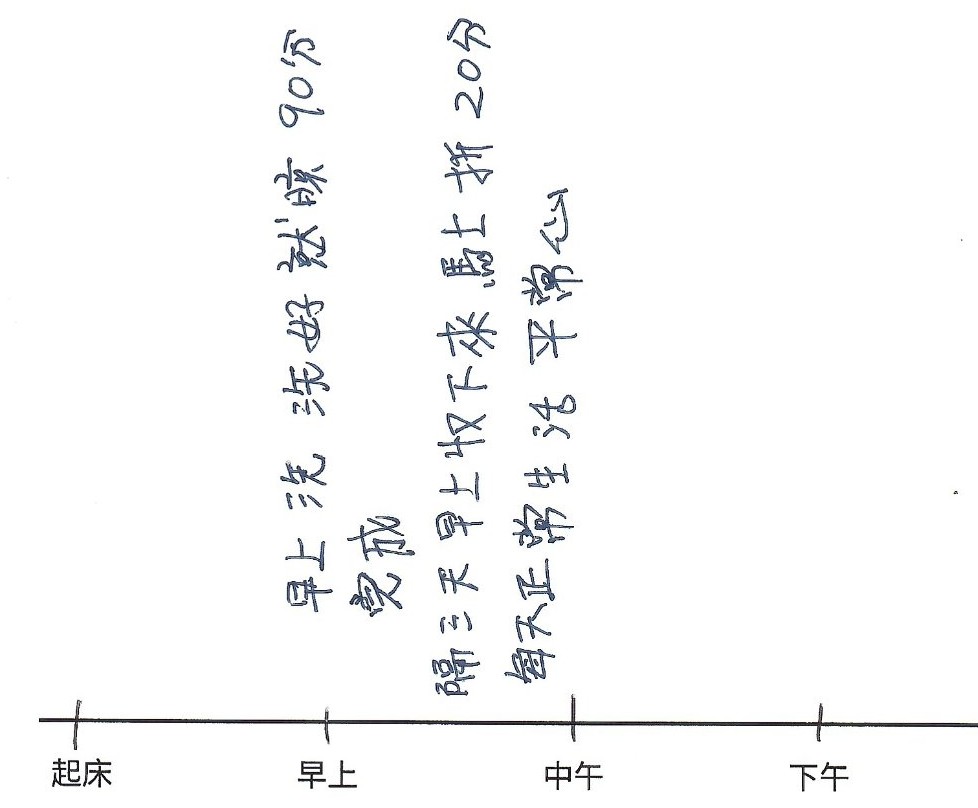 早上 洗 洗好 就晾 90分
完成
隔三天 早上收下來 馬上 折 20分
每天正常生活 平常心
起床
早上
中午
下午